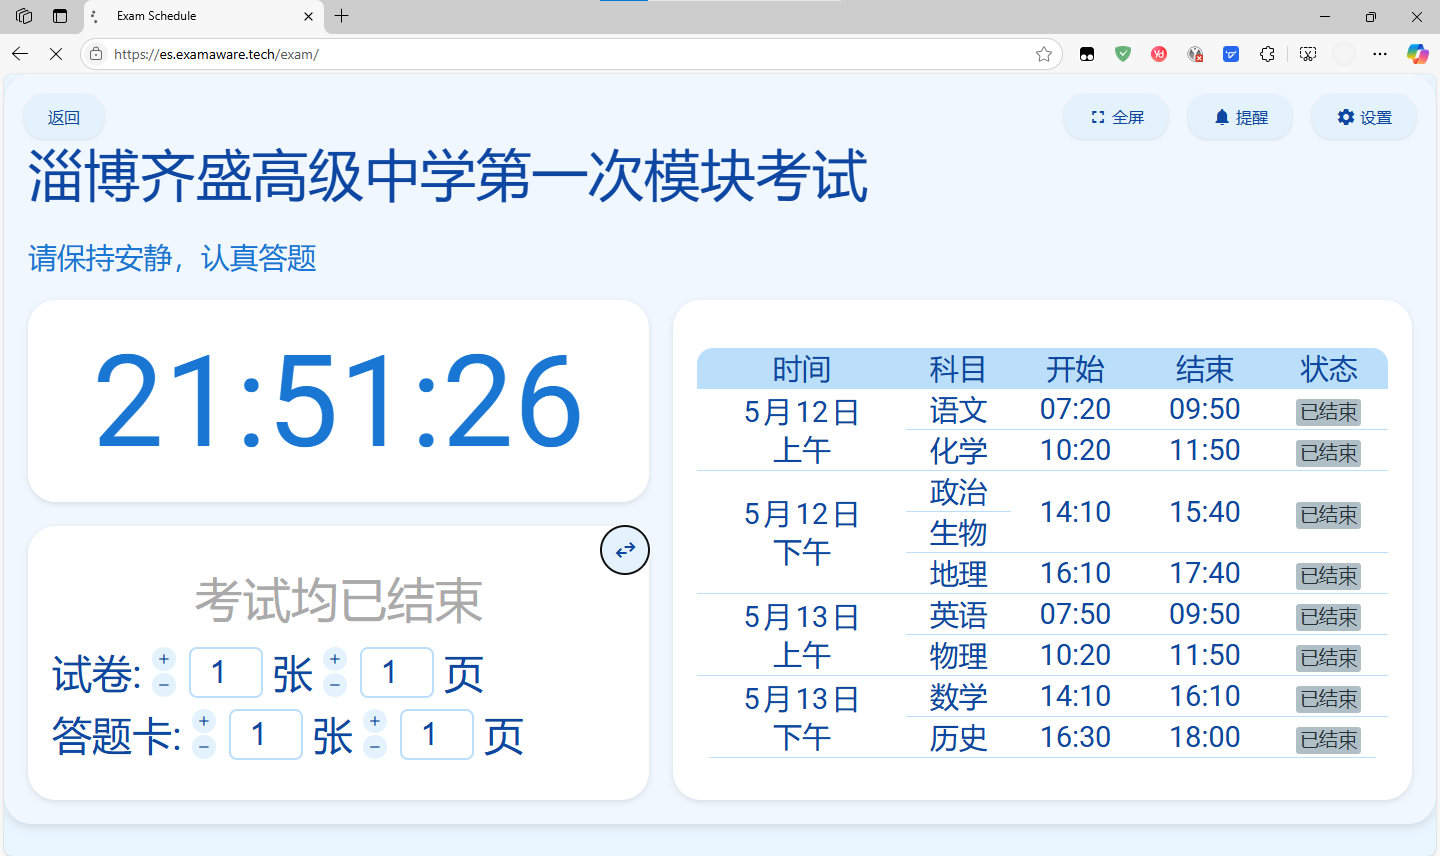 Exam Schedule
https://es.examaware.tech/exam/
返回
全屏
提醒
设置
淄博齐盛高级中学第一次模块考试
请保持安静，认真答题
21:51:26
考试均已结束
试卷: + − 1 张 + − 1 页
答题卡: + − 1 张 + − 1 页
时间 科目 开始 结束 状态
5月12日 上午 语文 07:20 09:50 已结束
化学 10:20 11:50 已结束
5月12日 下午 政治 14:10 15:40 已结束
生物
地理 16:10 17:40 已结束
5月13日 上午 英语 07:50 09:50 已结束
物理 10:20 11:50 已结束
5月13日 下午 数学 14:10 16:10 已结束
历史 16:30 18:00 已结束